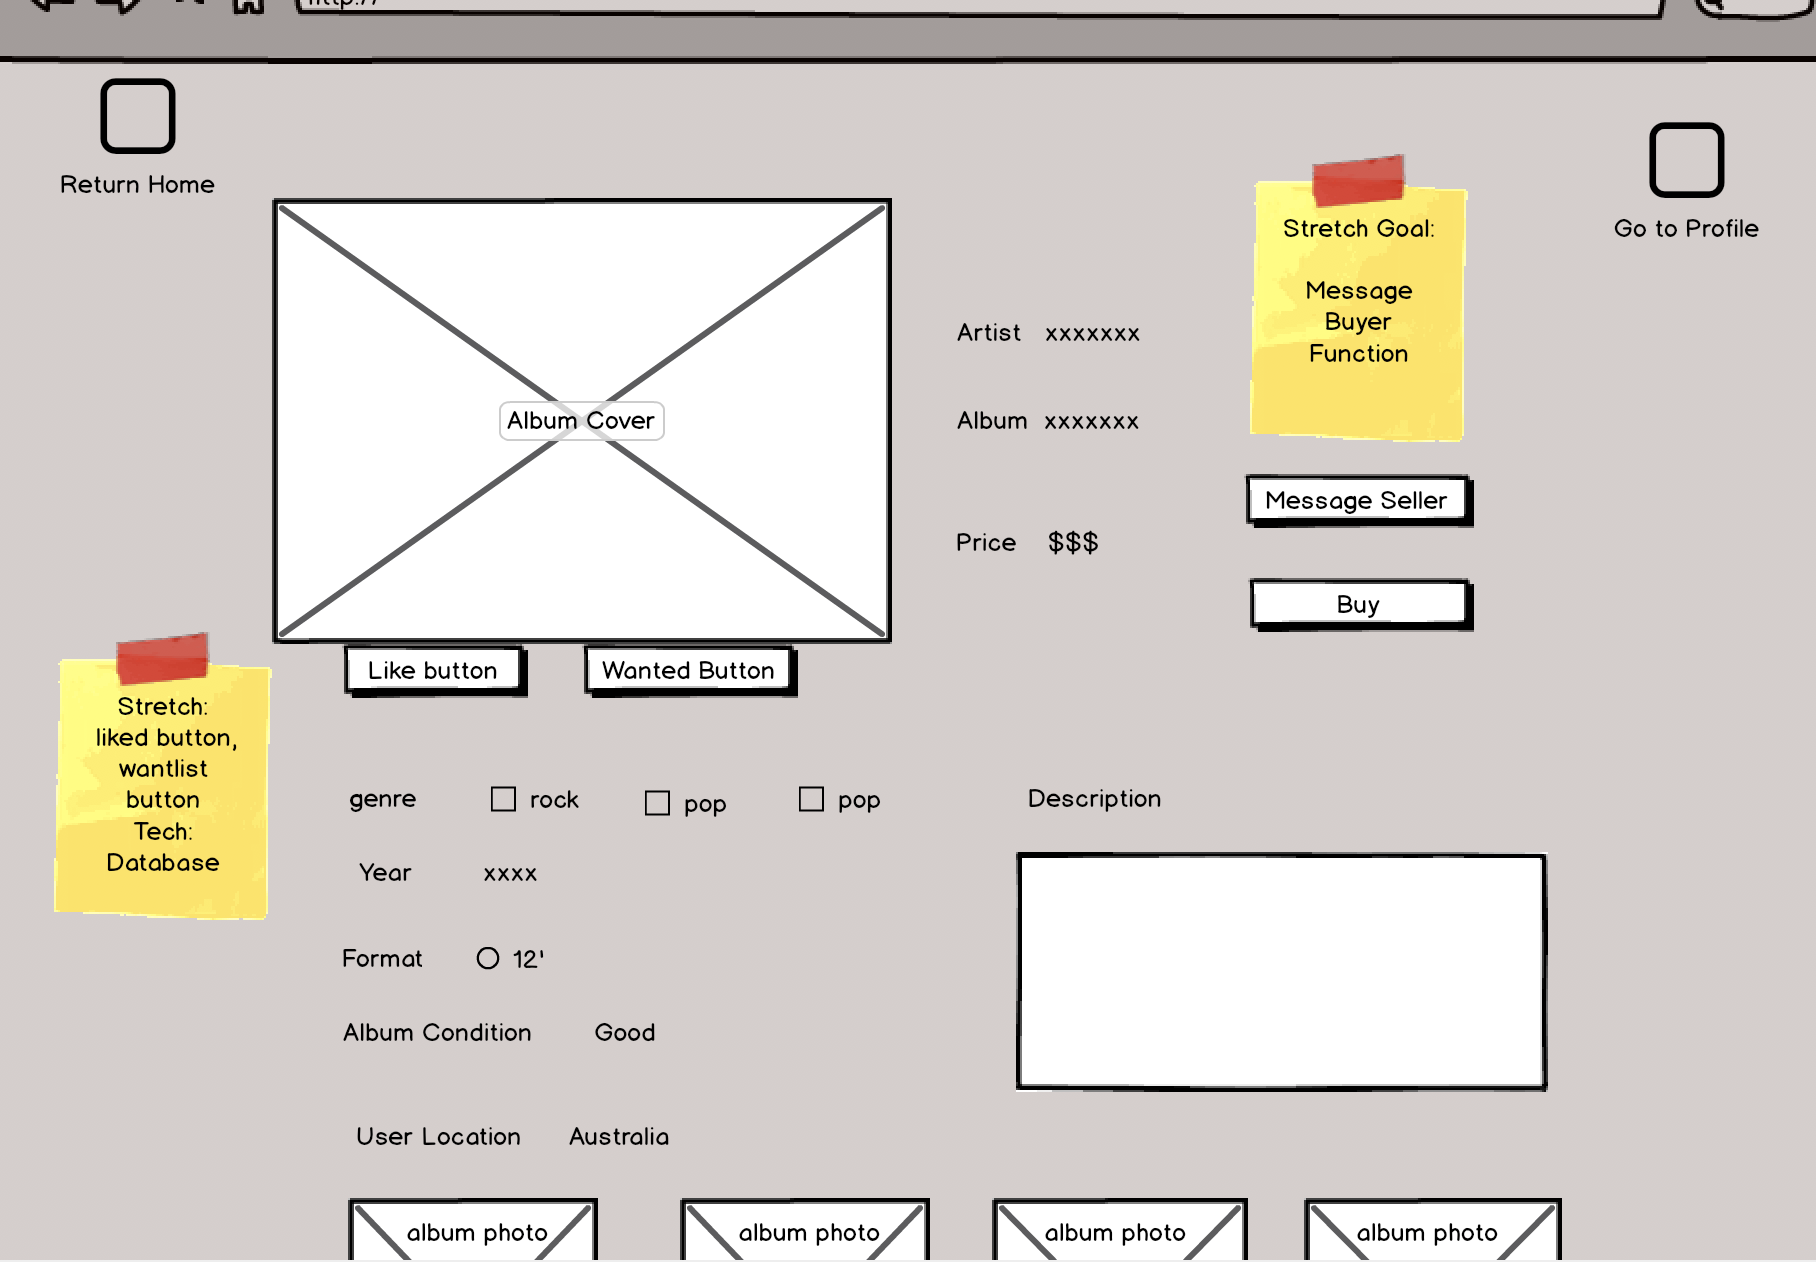 Return Home
Go to Profile
Stretch Goal:
Message
Buyer
Function
Artist xxxxxxx
Album Cover
Album xxxxxxx
Message Seller
Price $$$
Buy
Like button
Wanted Button
Stretch:
liked button,
wantlist
button
Tech:
Database
genre rock pop pop
Description
Year xxxx
Format 12'
Album Condition Good
User Location Australia
album photo
album photo
album photo
album photo